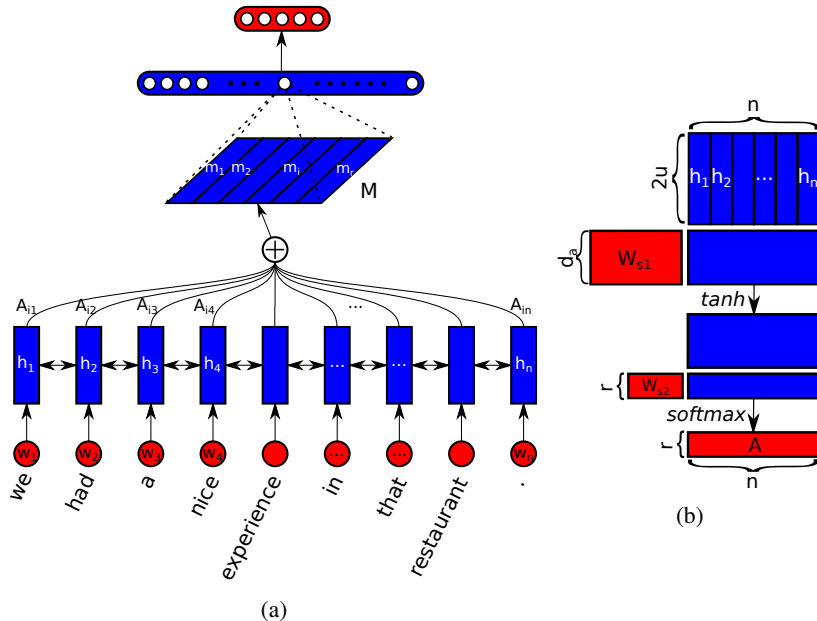 m1 m2 mi mr
M
Ai1 Ai2 Ai3 Ai4 ... Ain
h1 h2 h3 h4 ... ... hn
w1 w2 w3 w4 ... ... wn
we had a nice experience in that restaurant .
(a)
n
2u
h1 h2 ... hn
da
Ws1
tanh
r
Ws2
softmax
r
A
n
(b)